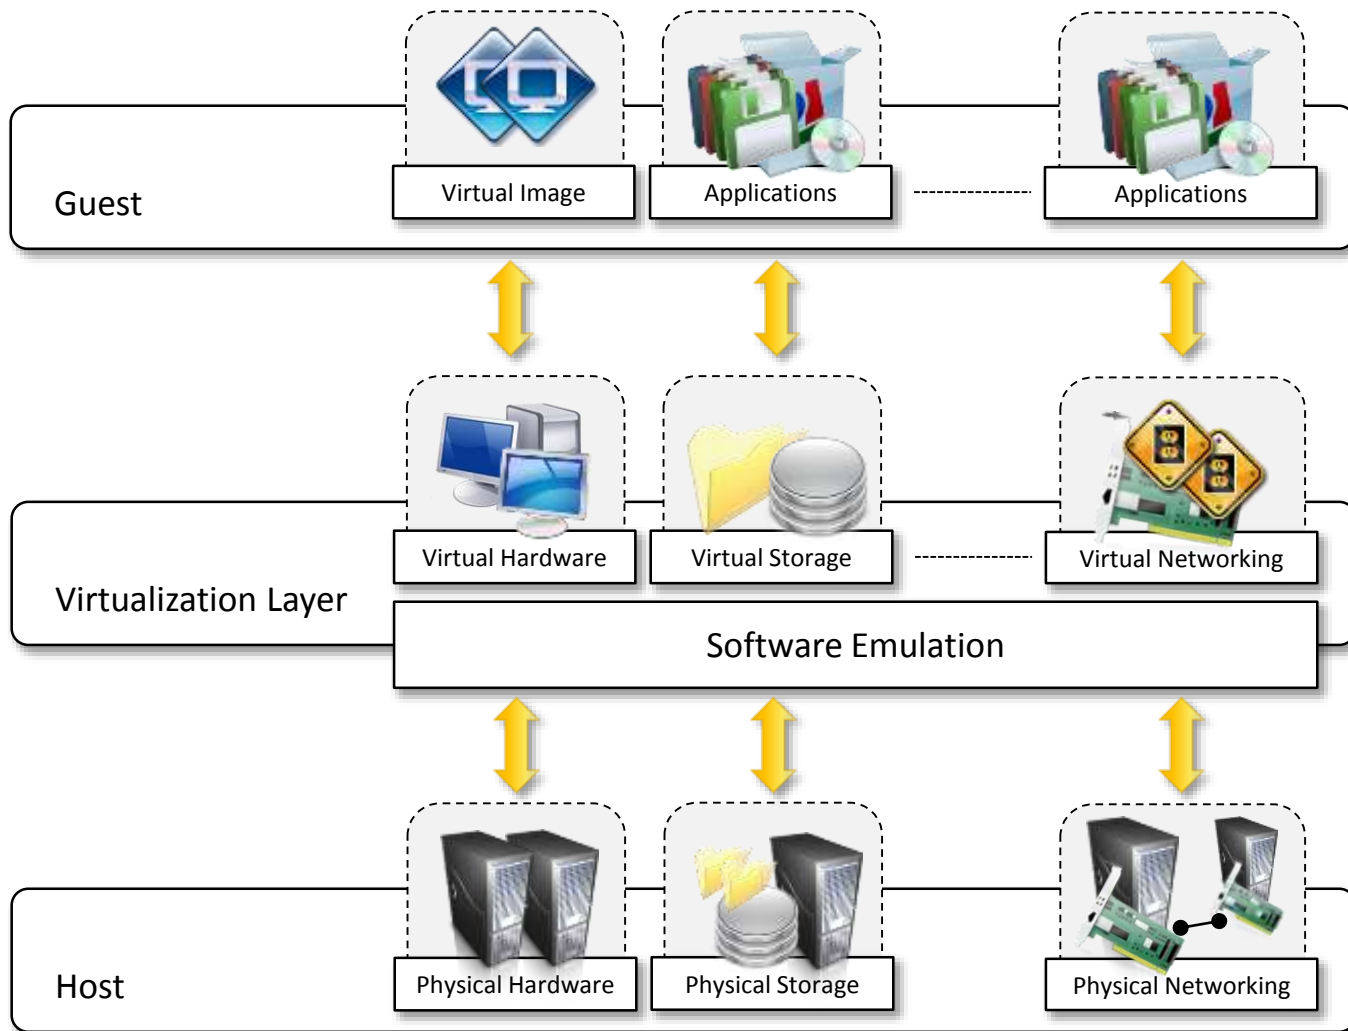 Guest
Virtual Image
Applications
Applications
Virtualization Layer
Virtual Hardware
Virtual Storage
Virtual Networking
Software Emulation
Host
Physical Hardware
Physical Storage
Physical Networking